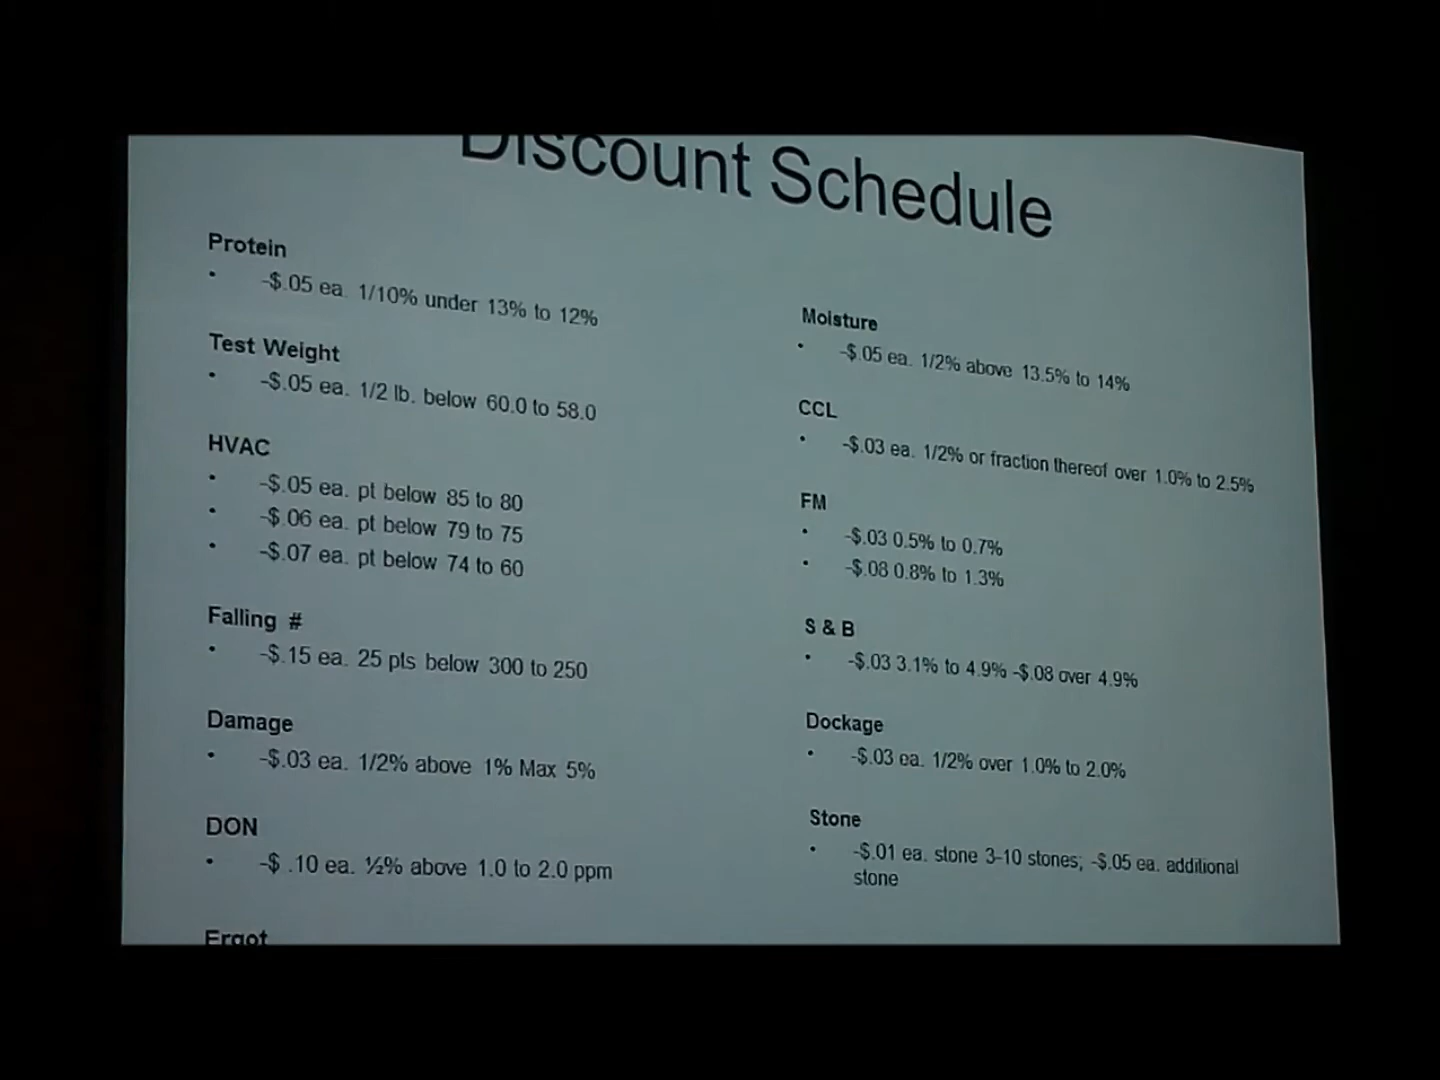 Discount Schedule
Protein
• -$.05 ea. 1/10% under 13% to 12%
Test Weight
• -$.05 ea. 1/2 lb. below 60.0 to 58.0
HVAC
• -$.05 ea. pt below 85 to 80
• -$.06 ea. pt below 79 to 75
• -$.07 ea. pt below 74 to 60
Falling #
• -$.15 ea. 25 pts below 300 to 250
Damage
• -$.03 ea. 1/2% above 1% Max 5%
DON
• -$ .10 ea. ½% above 1.0 to 2.0 ppm
Ergot
Moisture
• -$.05 ea. 1/2% above 13.5% to 14%
CCL
• -$.03 ea. 1/2% or fraction thereof over 1.0% to 2.5%
FM
• -$.03 0.5% to 0.7%
• -$.08 0.8% to 1.3%
S & B
• -$.03 3.1% to 4.9% -$.08 over 4.9%
Dockage
• -$.03 ea. 1/2% over 1.0% to 2.0%
Stone
• -$.01 ea. stone 3-10 stones; -$.05 ea. additional
stone